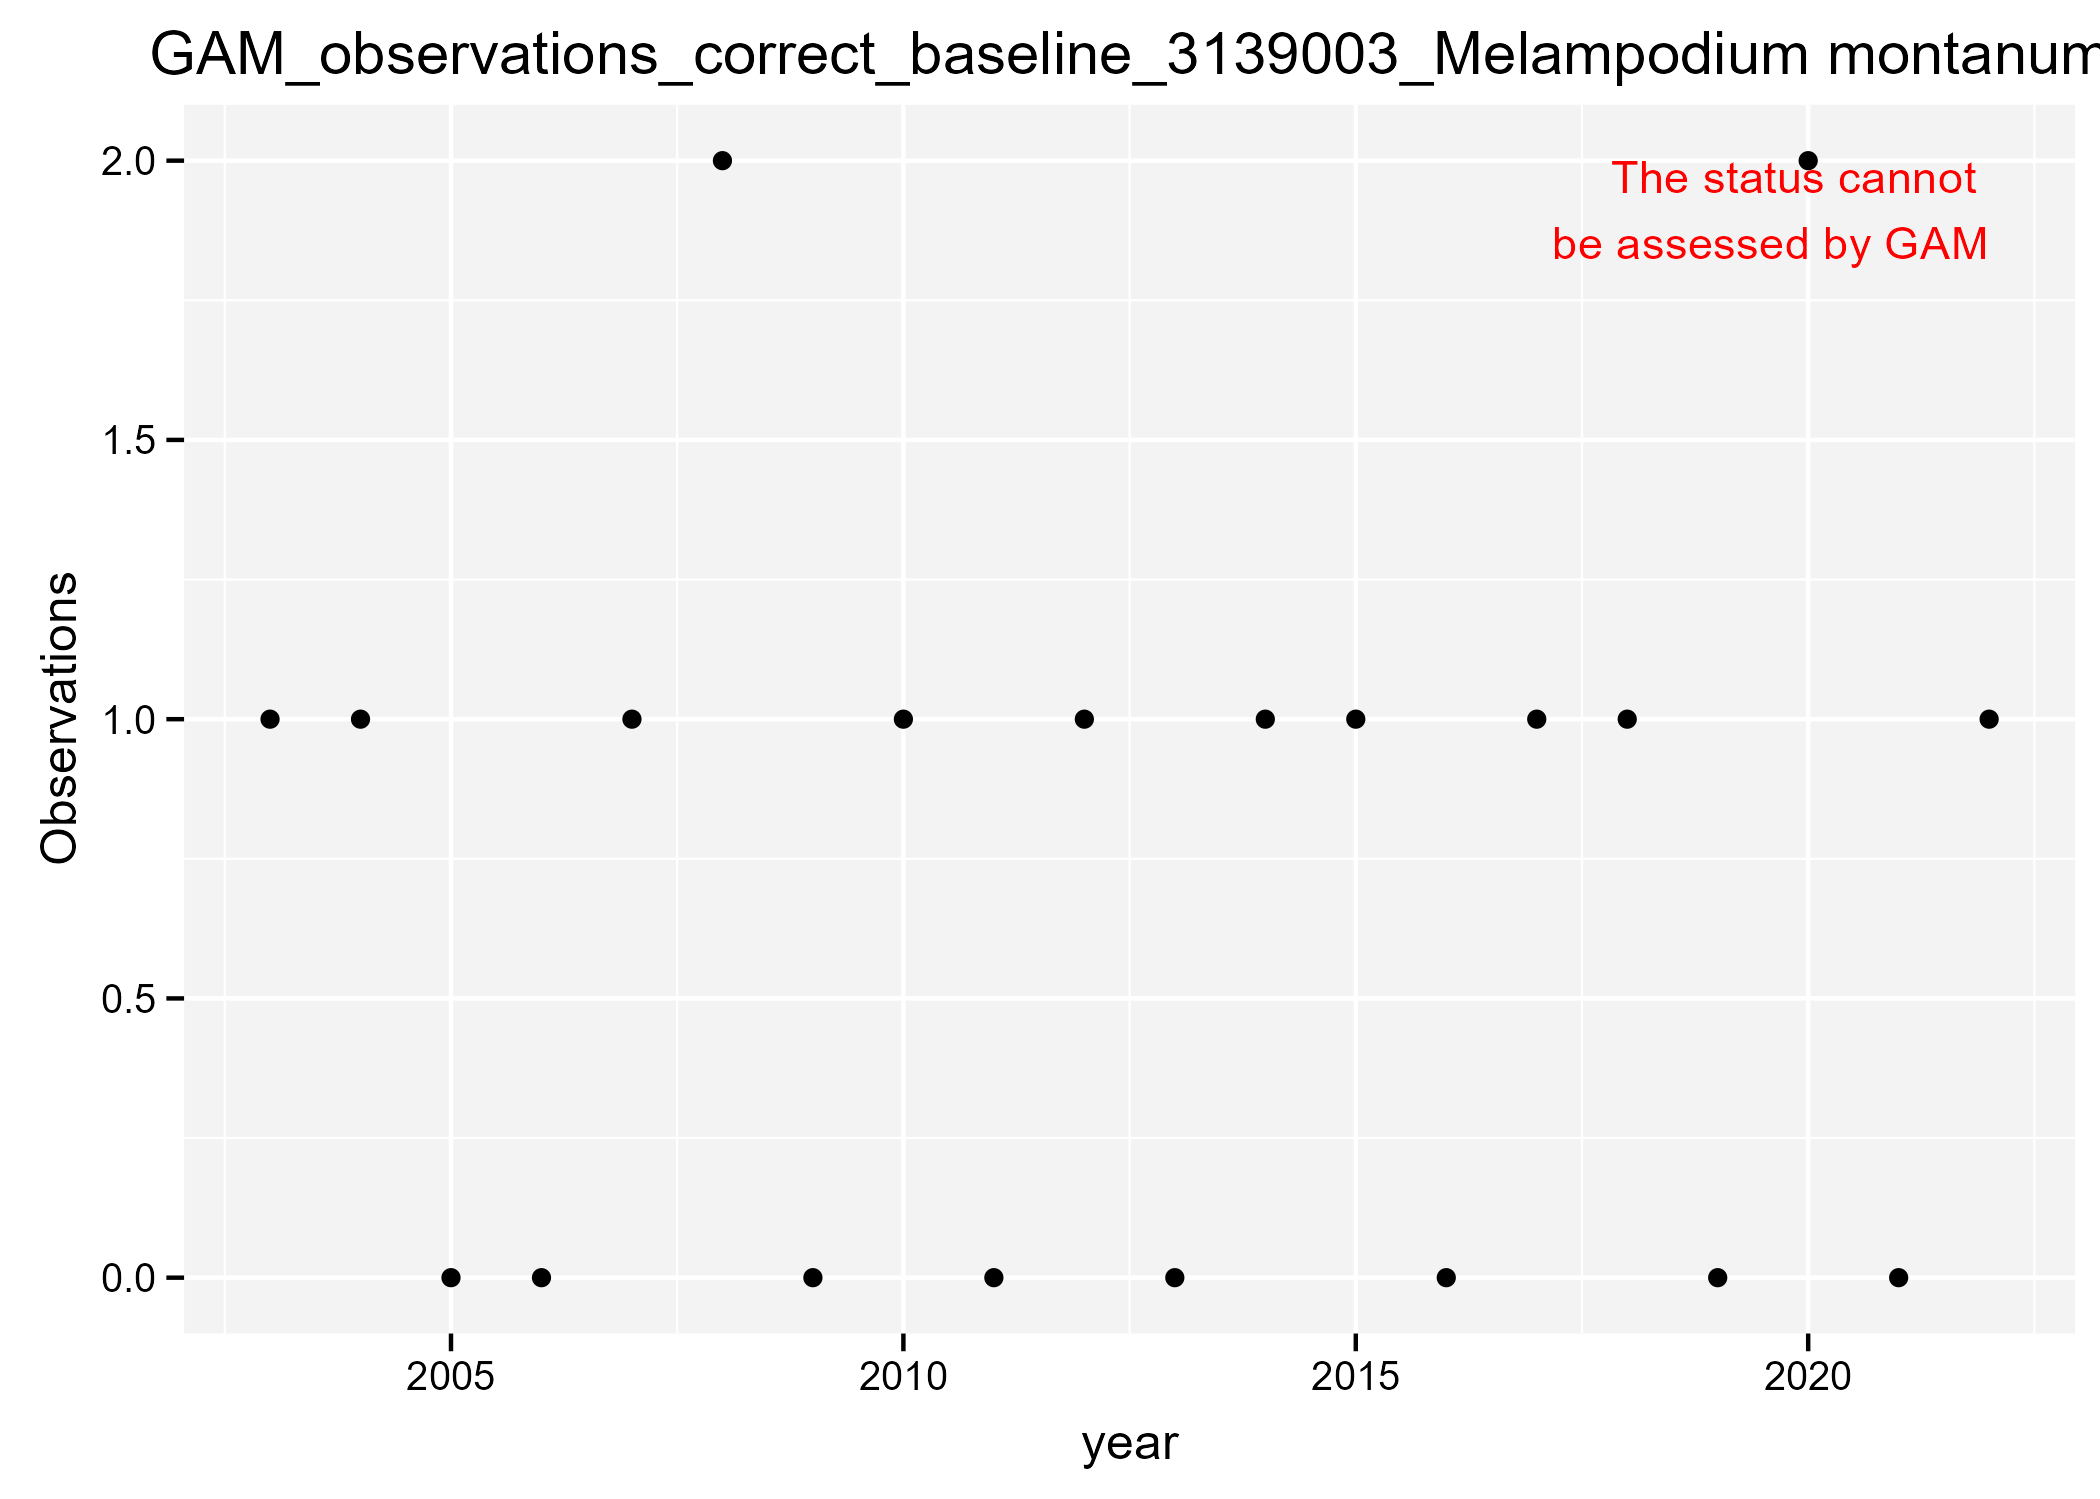 GAM_observations_correct_baseline_3139003_Melampodium montanum
2.0
The status cannot
be assessed by GAM
1.5
Observations
1.0
0.5
0.0
2005 2010 2015 2020
year